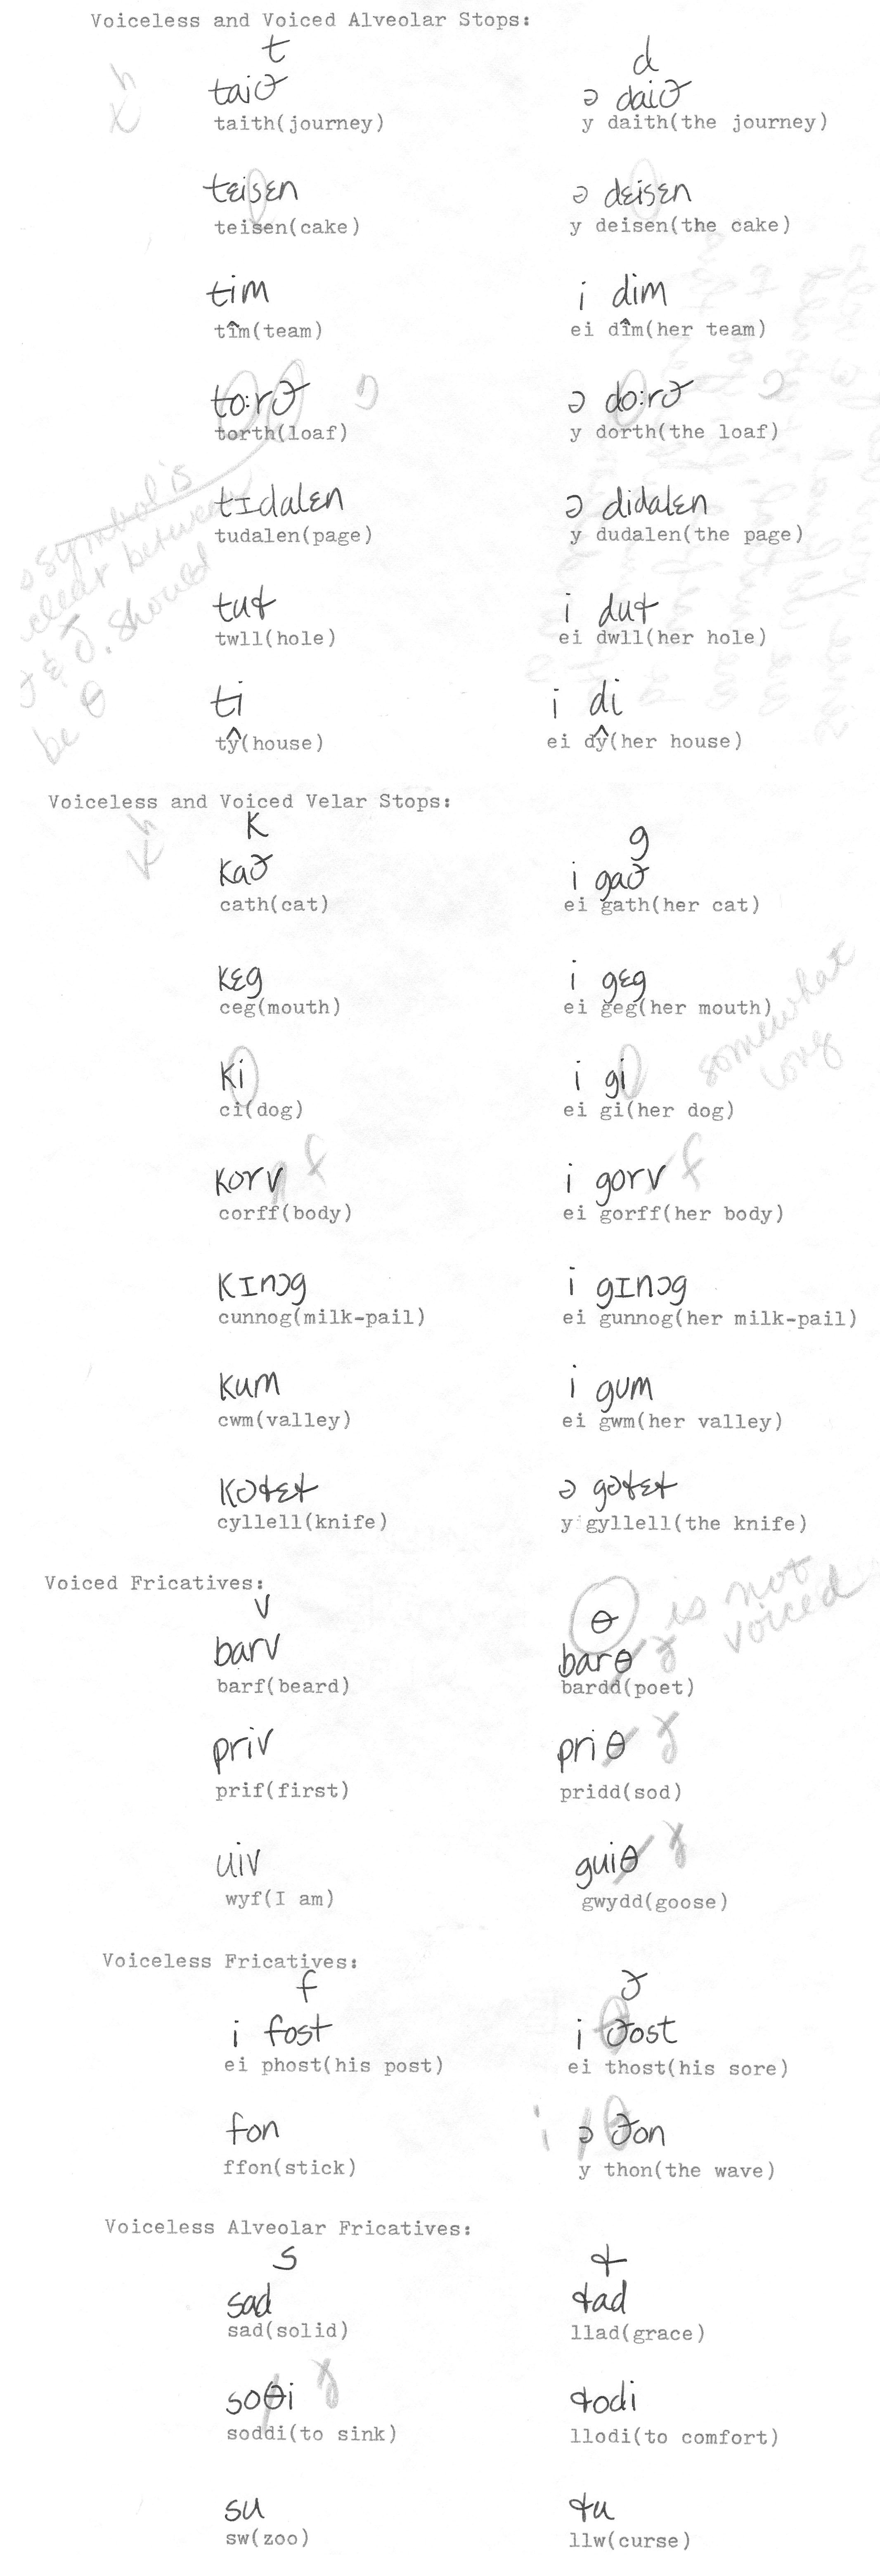 Voiceless and Voiced Alveolar Stops:
t d
tʰ
taið ə daið
taith(journey) y daith(the journey)
tɛisɛn ə dɛisɛn
teisen(cake) y deisen(the cake)
tim i dim
tîm(team) ei dîm(her team)
to:rð ɔ ə do:rð ɔ
torth(loaf) y dorth(the loaf)
symbol is
clear between
ð. should
be θ
tɪdalɛn ə didalɛn
tudalen(page) y dudalen(the page)
tuɬ i duɬ
twll(hole) ei dwll(her hole)
ti i di
tŷ(house) ei dŷ(her house)
Voiceless and Voiced Velar Stops:
K g
kʰ
Kað i gað
cath(cat) ei gath(her cat)
Kɛg i gɛg
ceg(mouth) ei geg(her mouth)
somewhat
long
Ki i gi
ci(dog) ei gi(her dog)
Korv f i gorv f
corff(body) ei gorff(her body)
Kɪnɔg i gɪnɔg
cunnog(milk-pail) ei gunnog(her milk-pail)
Kum i gum
cwm(valley) ei gwm(her valley)
Kəɬɛɬ ə gəɬɛɬ
cyllell(knife) y gyllell(the knife)
Voiced Fricatives:
v θ is not
voiced
barv barθ ð
barf(beard) bardd(poet)
priv priθ ð
prif(first) pridd(sod)
uiv guiθ ð
wyf(I am) gwydd(goose)
Voiceless Fricatives:
f ð
i fost i ðost
ei phost(his post) ei thost(his sore)
fon i ə ðon
ffon(stick) y thon(the wave)
Voiceless Alveolar Fricatives:
s ɬ
sad ɬad
sad(solid) llad(grace)
soθi ð ɬodi
soddi(to sink) llodi(to comfort)
su ɬu
sw(zoo) llw(curse)